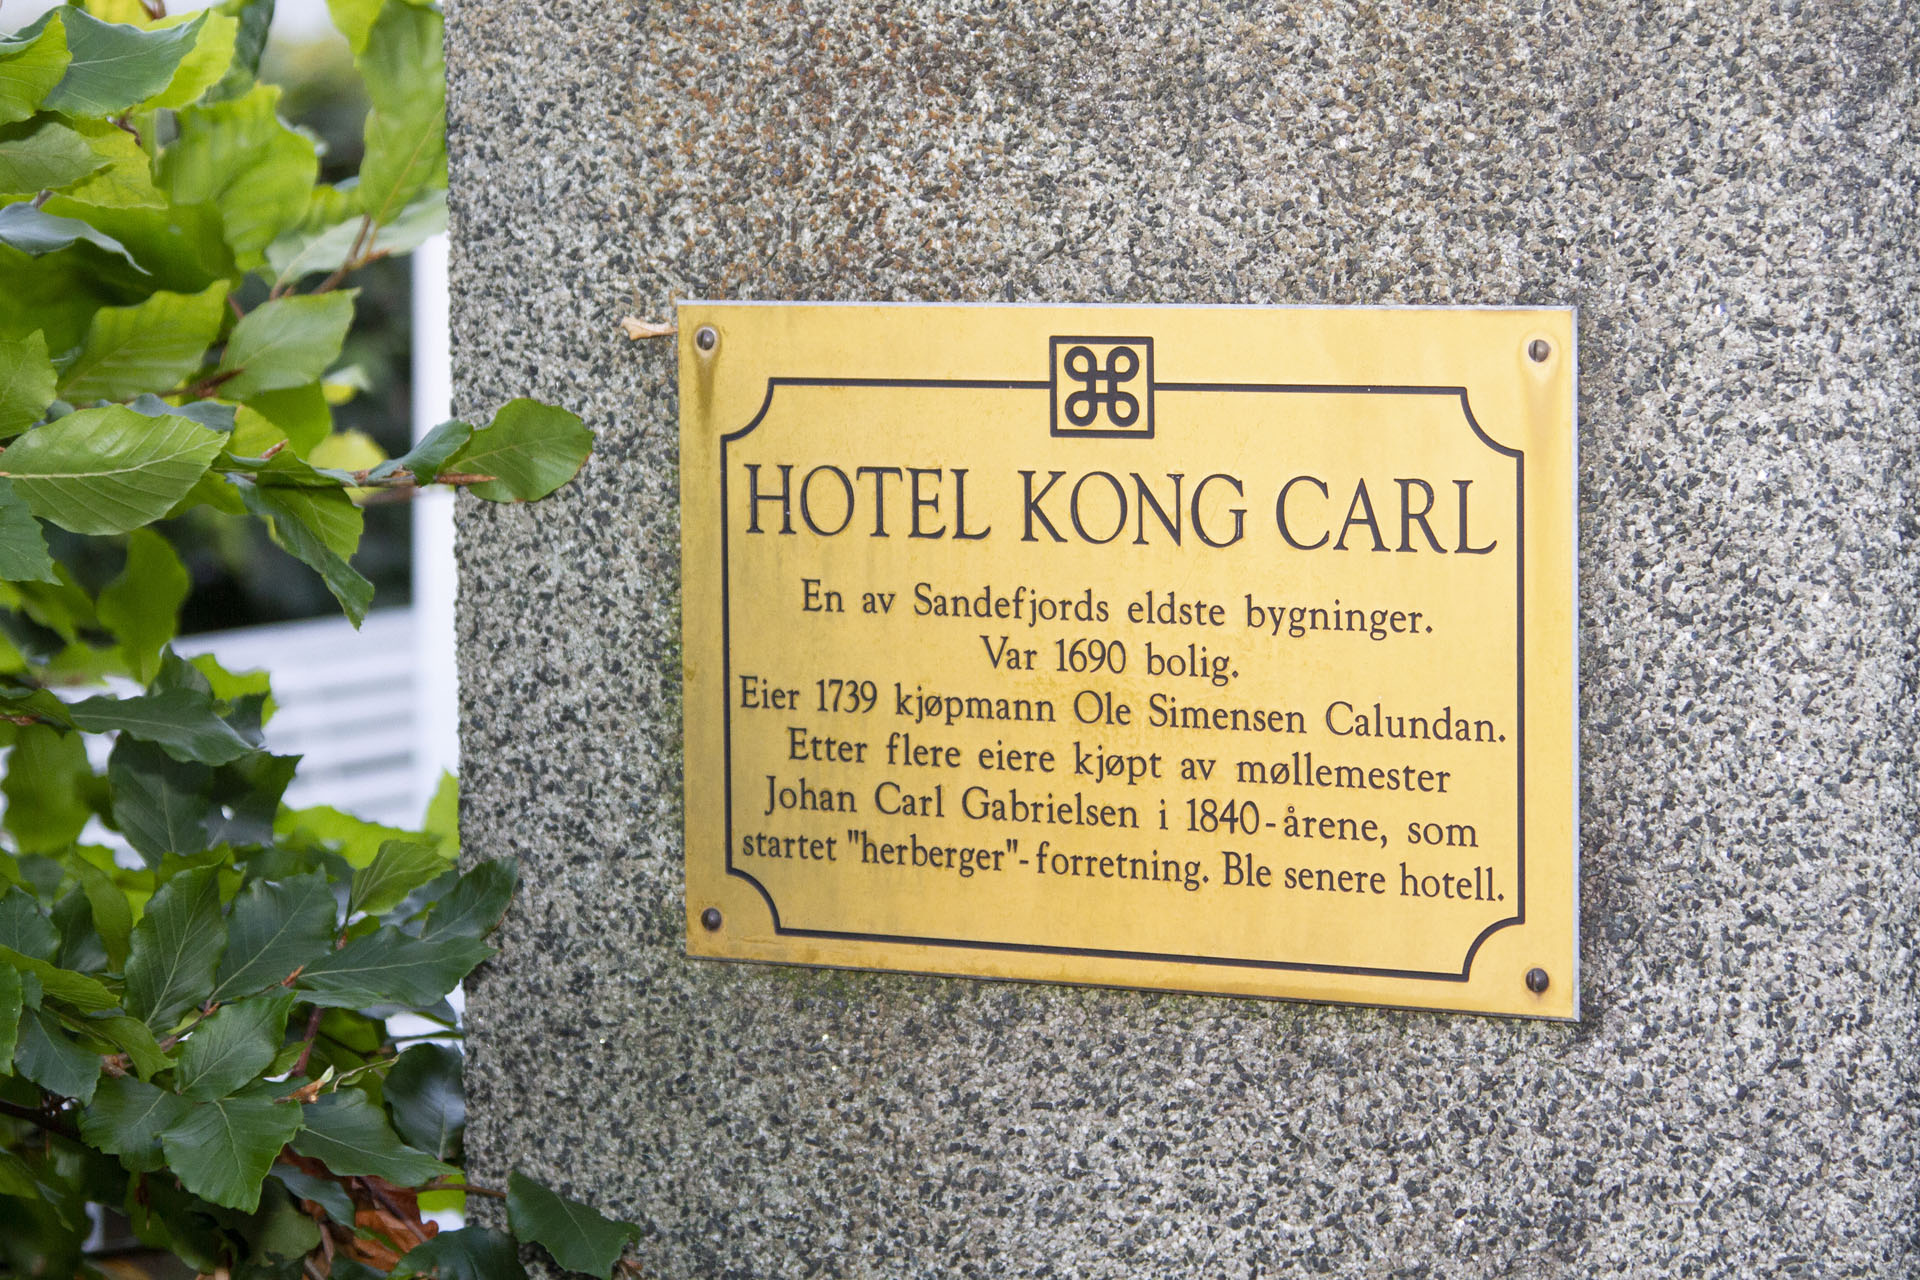 HOTEL KONG CARL
En av Sandefjords eldste bygninger.
Var 1690 bolig.
Eier 1739 kjøpmann Ole Simensen Calundan.
Etter flere eiere kjøpt av møllemester
Johan Carl Gabrielsen i 1840-årene, som
startet "herberger"-forretning. Ble senere hotell.